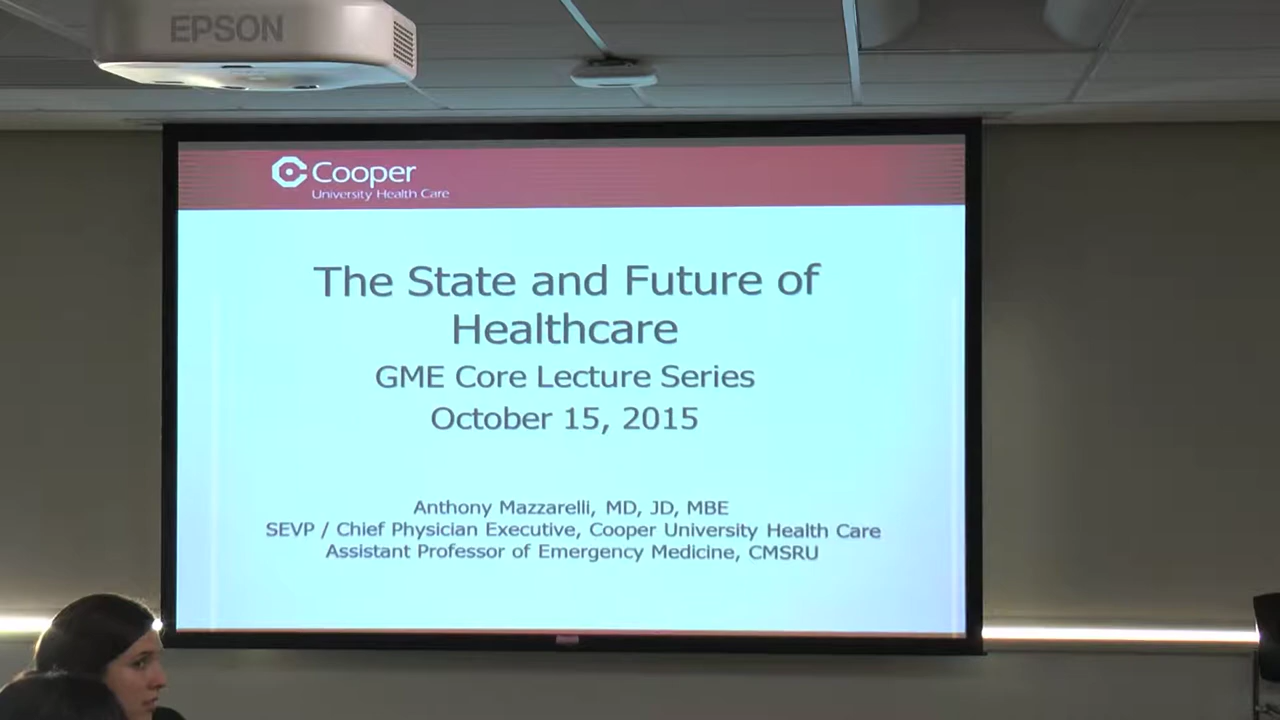 EPSON
Cooper
University Health Care
The State and Future of
Healthcare
GME Core Lecture Series
October 15, 2015
Anthony Mazzarelli, MD, JD, MBE
SEVP / Chief Physician Executive, Cooper University Health Care
Assistant Professor of Emergency Medicine, CMSRU